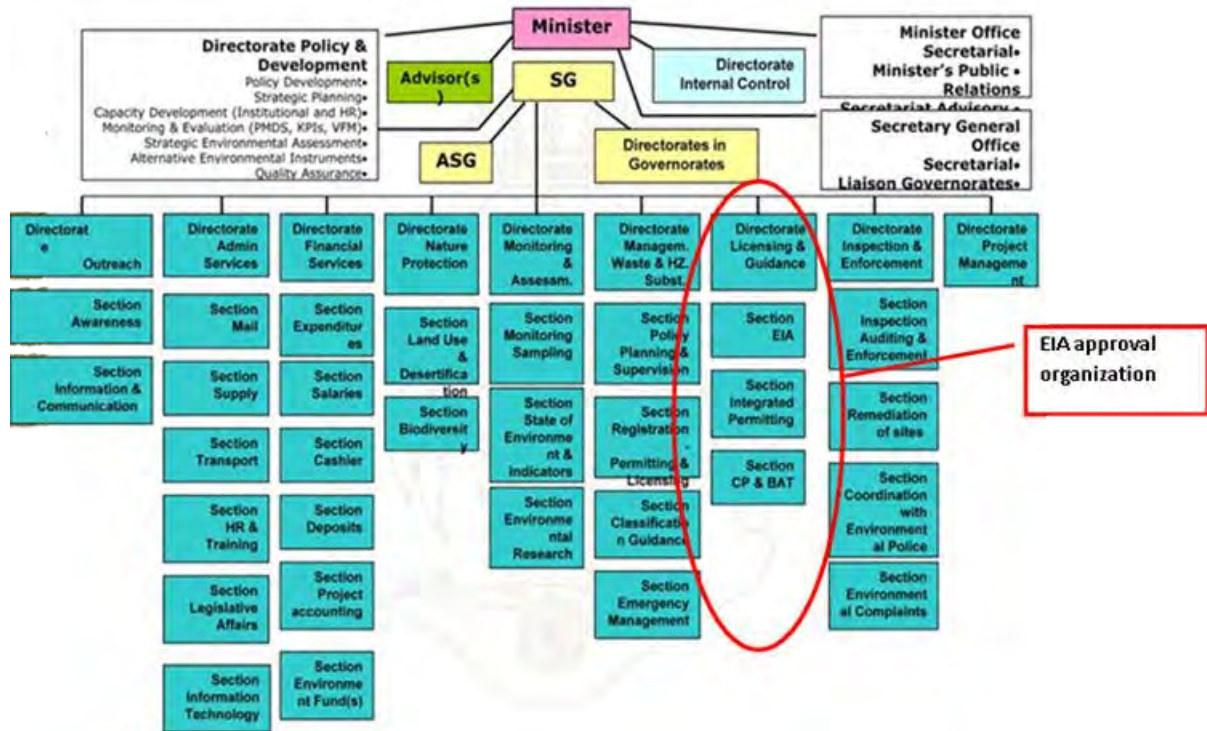 Minister
Directorate Policy &
Development
Policy Development•
Strategic Planning•
Capacity Development (Institutional and HR)•
Monitoring & Evaluation (PMDS, KPIs, VFM)•
Strategic Environmental Assessment•
Alternative Environmental Instruments•
Quality Assurance•
Advisor(s
)
SG
Directorate
Internal Control
Minister Office
Secretarial•
Minister's Public •
Relations
Secretariat Advisory •
ASG
Directorates in
Governorates
Secretary General
Office
Secretarial•
Liaison Governorates•
Directorat
e
Outreach
Section
Awareness
Section
Information &
Communication
Directorate
Admin
Services
Section
Mail
Section
Supply
Section
Transport
Section
HR &
Training
Section
Legislative
Affairs
Section
Information
Technology
Directorate
Financial
Services
Section
Expenditur
es
Section
Salaries
Section
Cashier
Section
Deposits
Section
Project
accounting
Section
Environme
nt Fund(s)
Directorate
Nature
Protection
Section
Land Use
&
Desertifica
tion
Section
Biodiversit
y
Directorate
Monitoring
&
Assessm.
Section
Monitoring
Sampling
Section
State of
Environme
nt &
Indicators
Section
Environme
ntal
Research
Directorate
Managem.
Waste & HZ.
Subst.
Section
Policy
Planning &
Supervision
Section
Registration
-
Permitting &
Licensing
Section
Classificatio
n Guidance
Section
Emergency
Management
Directorate
Licensing &
Guidance
Section
EIA
Section
Integrated
Permitting
Section
CP & BAT
Directorate
Inspection &
Enforcement
Section
Inspection
Auditing &
Enforcement
Section
Remediation
of sites
Section
Coordination
with
Environment
al Police
Section
Environment
al Complaints
Directorate
Project
Manageme
nt
EIA approval
organization